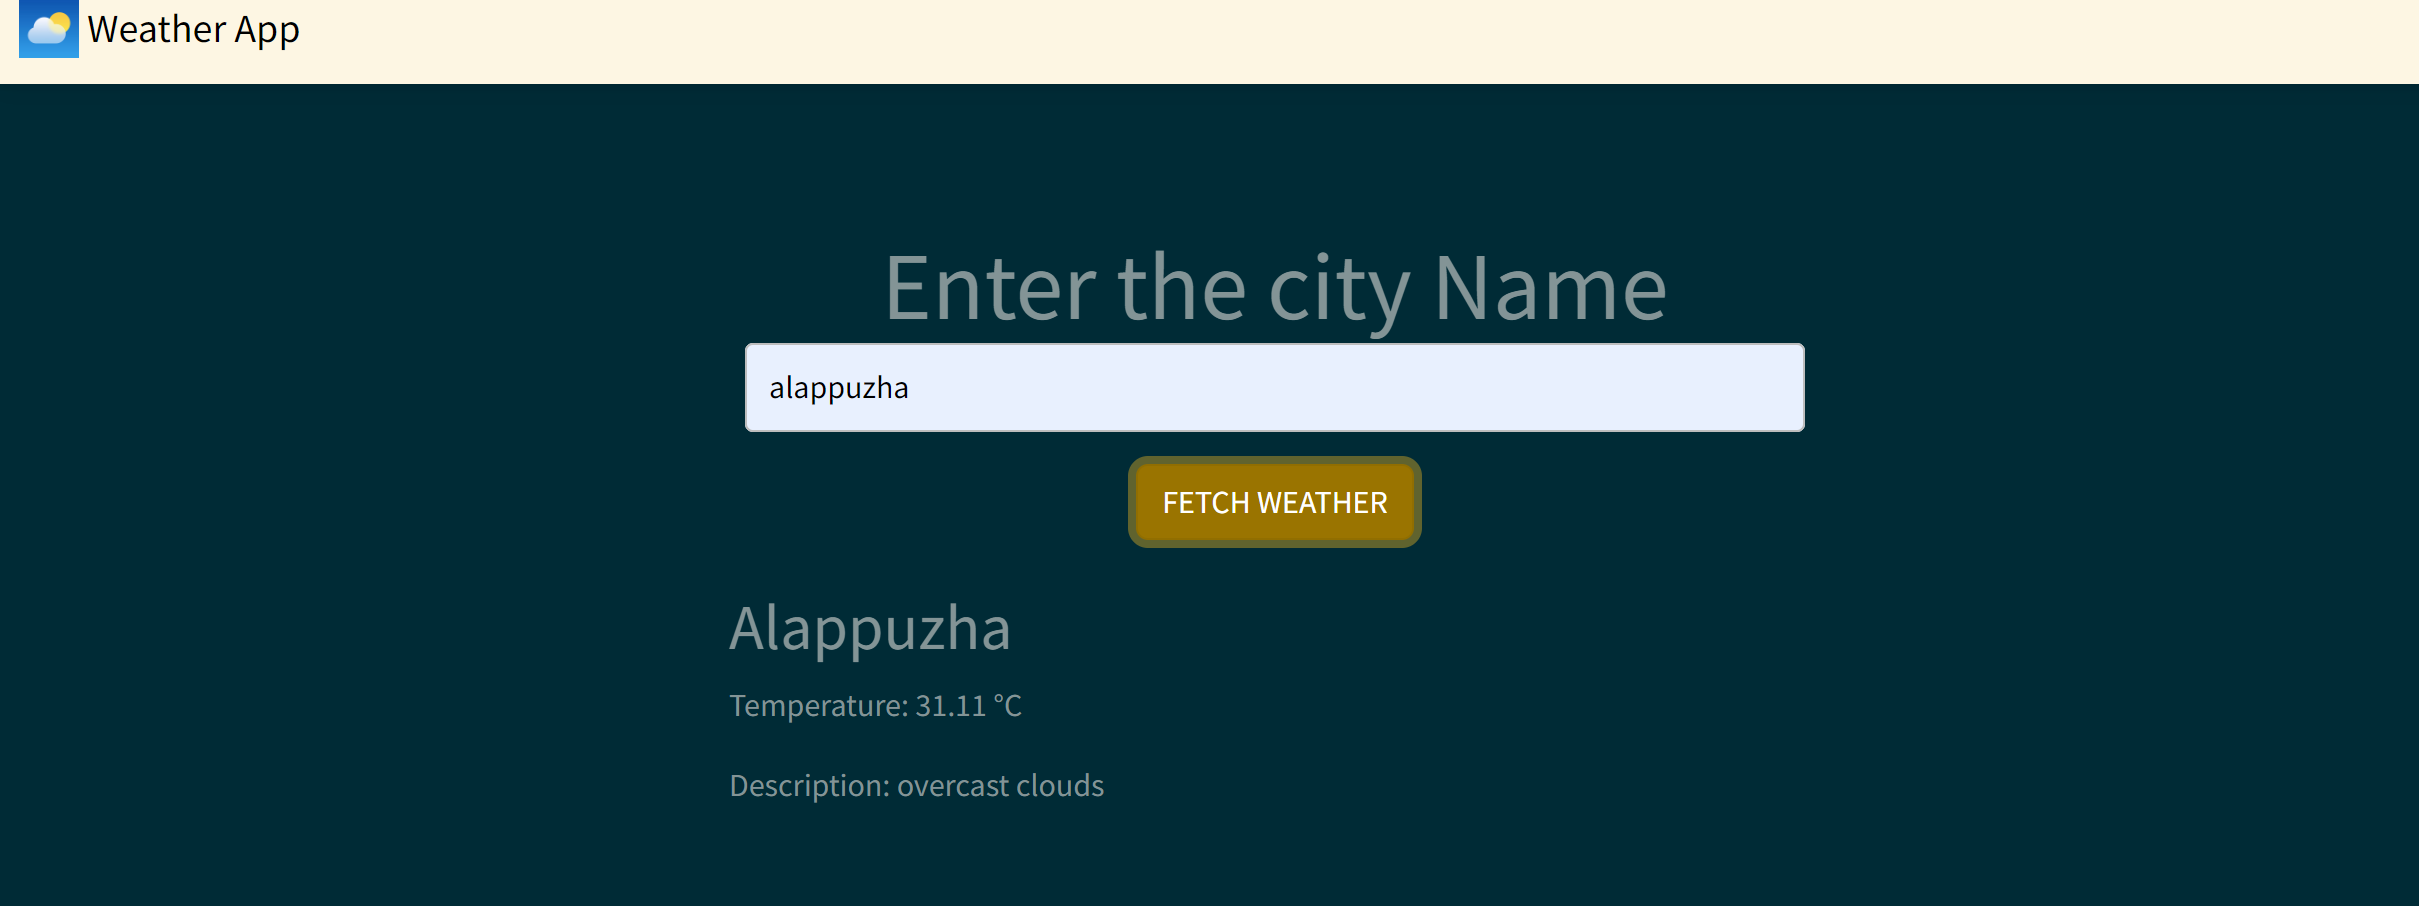 Weather App
Enter the city Name
alappuzha
FETCH WEATHER
Alappuzha
Temperature: 31.11 °C
Description: overcast clouds